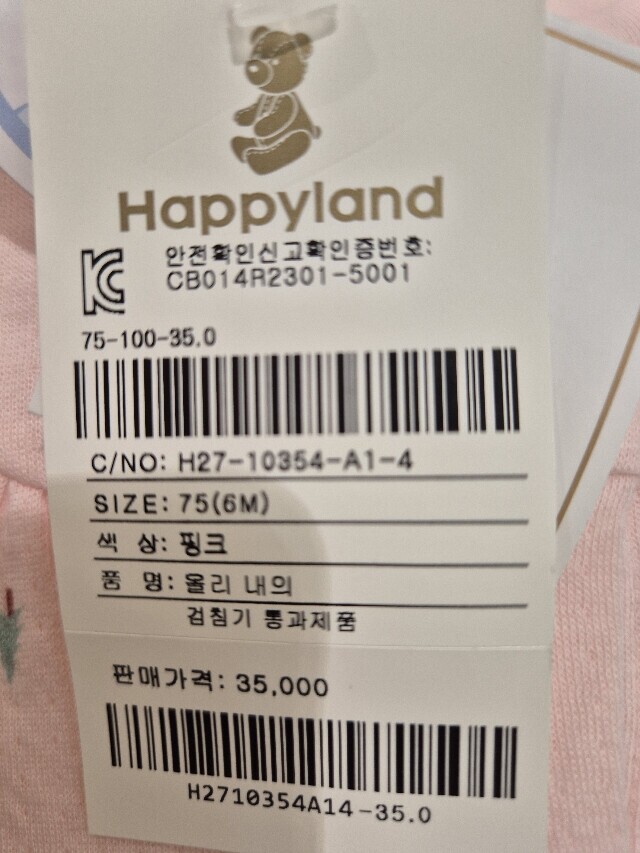 Happyland
안전확인신고확인증번호:
CB014R2301-5001
75-100-35.0
C/NO: H27-10354-A1-4
SIZE: 75(6M)
색 상: 핑크
품 명: 올리 내의
검침기 통과제품
판매가격: 35,000
H2710354A14-35.0